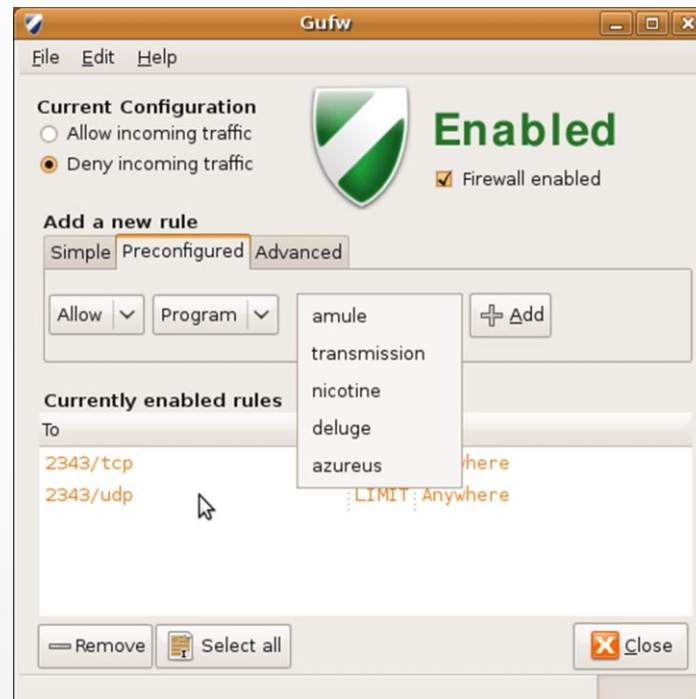 Gufw
File Edit Help
Current Configuration
Allow incoming traffic
Deny incoming traffic
Enabled
Firewall enabled
Add a new rule
Simple Preconfigured Advanced
Allow Program
amule
transmission
nicotine
deluge
azureus
Add
Currently enabled rules
To
2343/tcp
2343/udp LIMIT Anywhere
Remove Select all Close